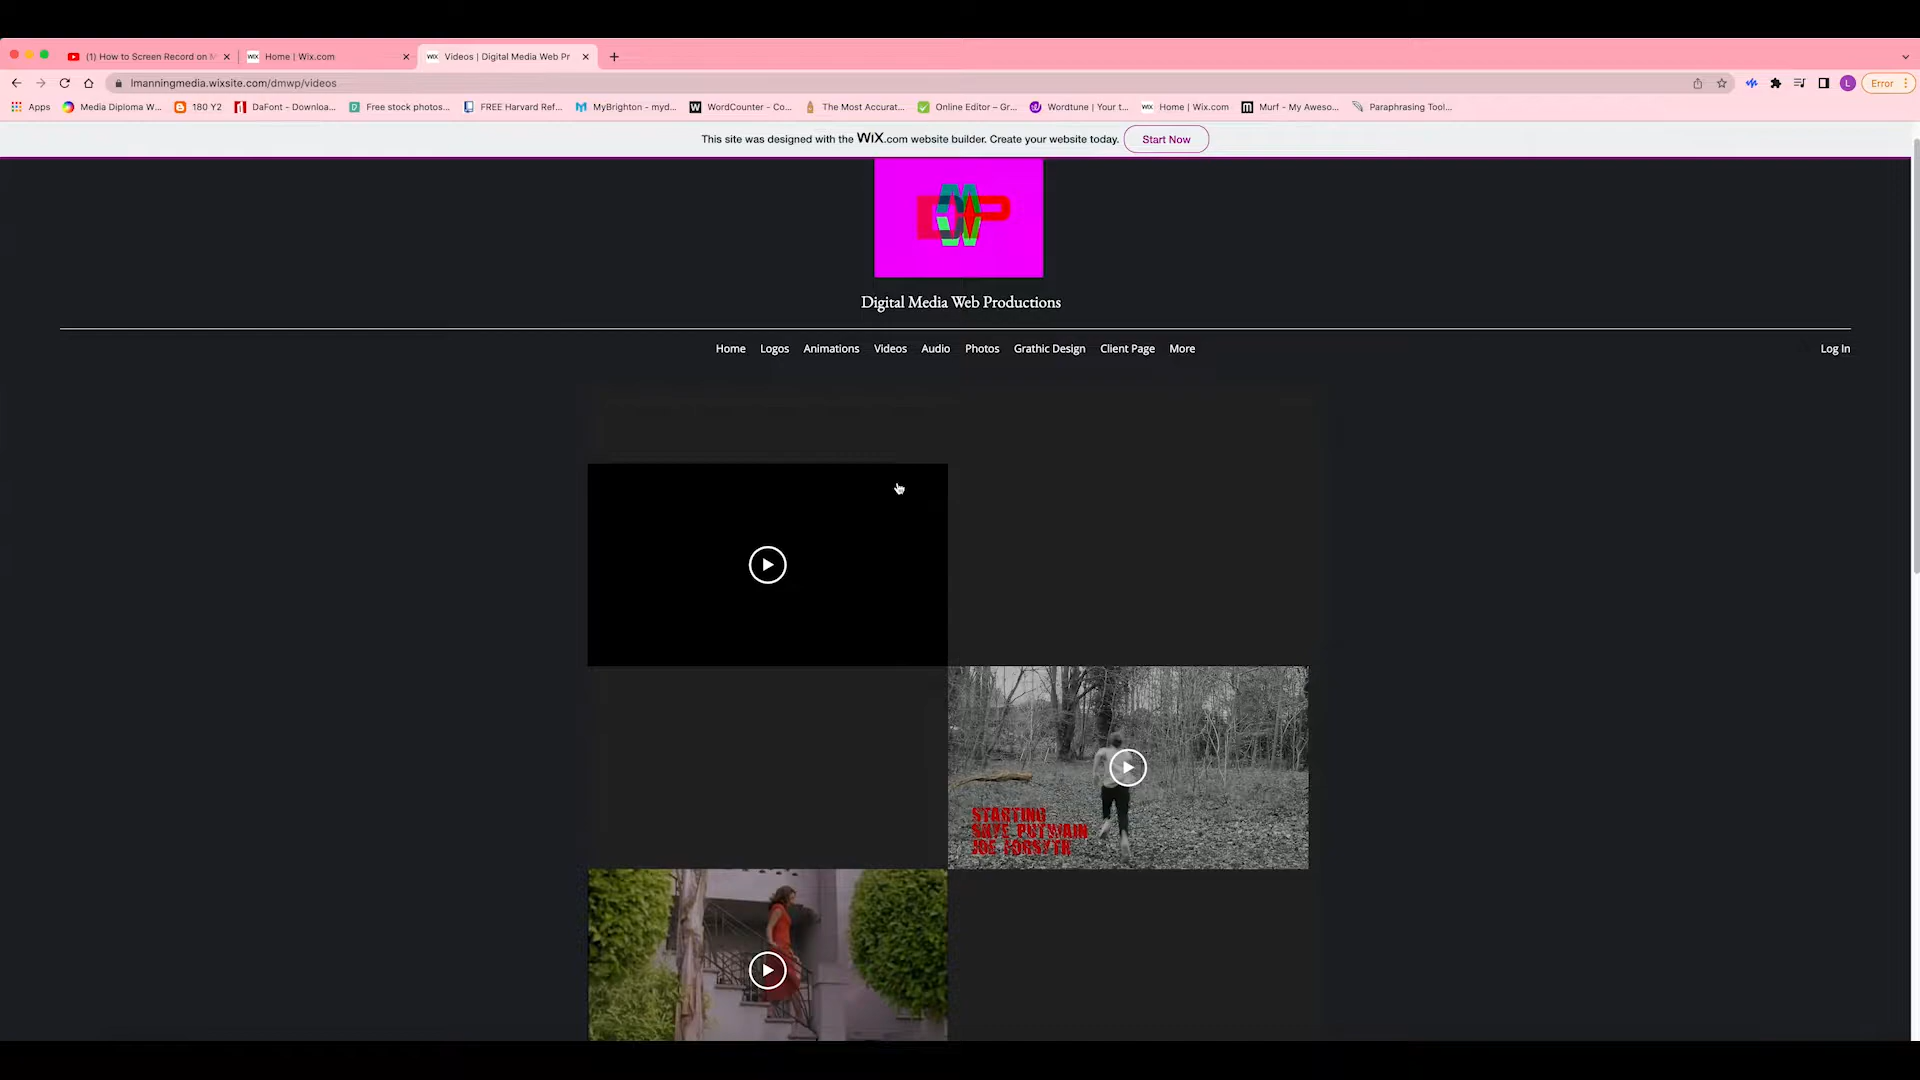 (1) How to Screen Record on M
Home | Wix.com
Videos | Digital Media Web Pr
lmanningmedia.wixsite.com/dmwp/videos
L
Error
Apps
Media Diploma W...
180 Y2
DaFont - Downloa...
Free stock photos...
FREE Harvard Ref...
MyBrighton - myd...
WordCounter - Co...
The Most Accurat...
Online Editor – Gr...
Wordtune | Your t...
Home | Wix.com
Murf - My Aweso...
Paraphrasing Tool...
This site was designed with the WiX.com website builder. Create your website today. Start Now
Digital Media Web Productions
Home Logos Animations Videos Audio Photos Grathic Design Client Page More Log In
STARTING
SKYE PUTWAIN
JOE FORSYTH